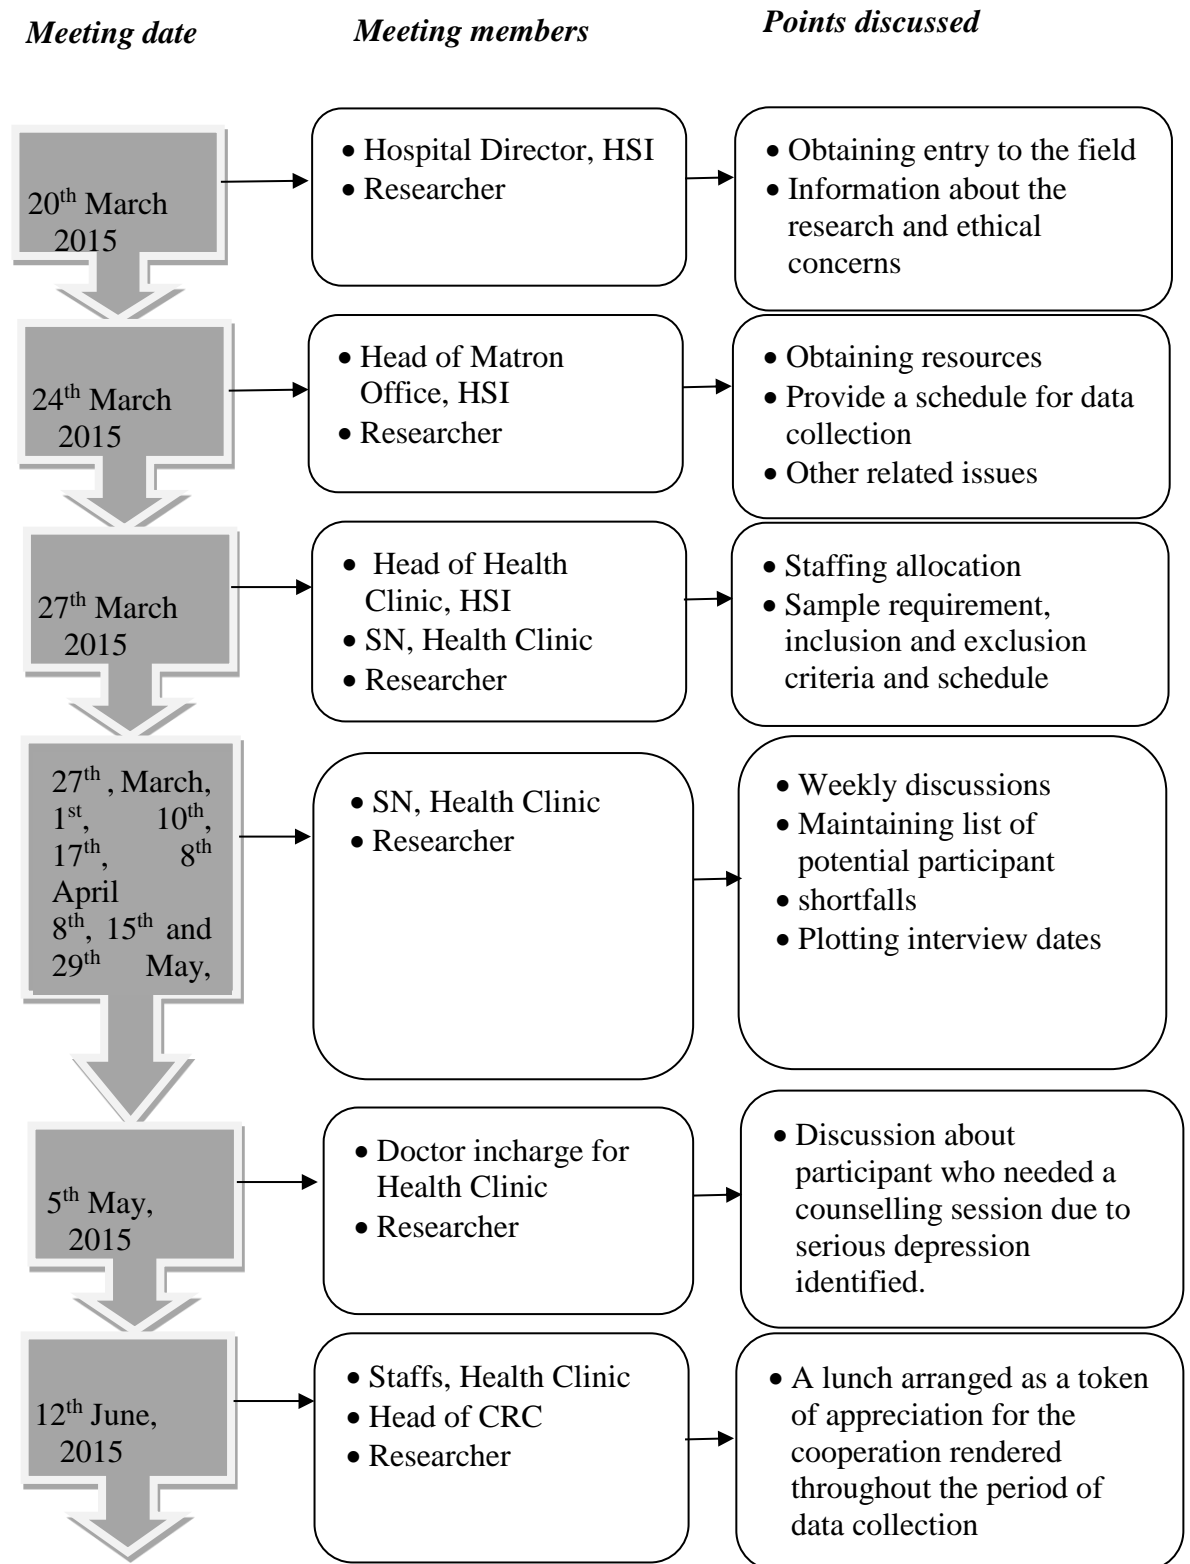 Meeting date
Meeting members
Points discussed
20th March
2015
• Hospital Director, HSI
• Researcher
• Obtaining entry to the field
• Information about the
research and ethical
concerns
24th March
2015
• Head of Matron
Office, HSI
• Researcher
• Obtaining resources
• Provide a schedule for data
collection
• Other related issues
27th March
2015
• Head of Health
Clinic, HSI
• SN, Health Clinic
• Researcher
• Staffing allocation
• Sample requirement,
inclusion and exclusion
criteria and schedule
27th , March,
1st, 10th,
17th, 8th
April
8th, 15th and
29th May,
• SN, Health Clinic
• Researcher
• Weekly discussions
• Maintaining list of
potential participant
• shortfalls
• Plotting interview dates
5th May,
2015
• Doctor incharge for
Health Clinic
• Researcher
• Discussion about
participant who needed a
counselling session due to
serious depression
identified.
12th June,
2015
• Staffs, Health Clinic
• Head of CRC
• Researcher
• A lunch arranged as a token
of appreciation for the
cooperation rendered
throughout the period of
data collection